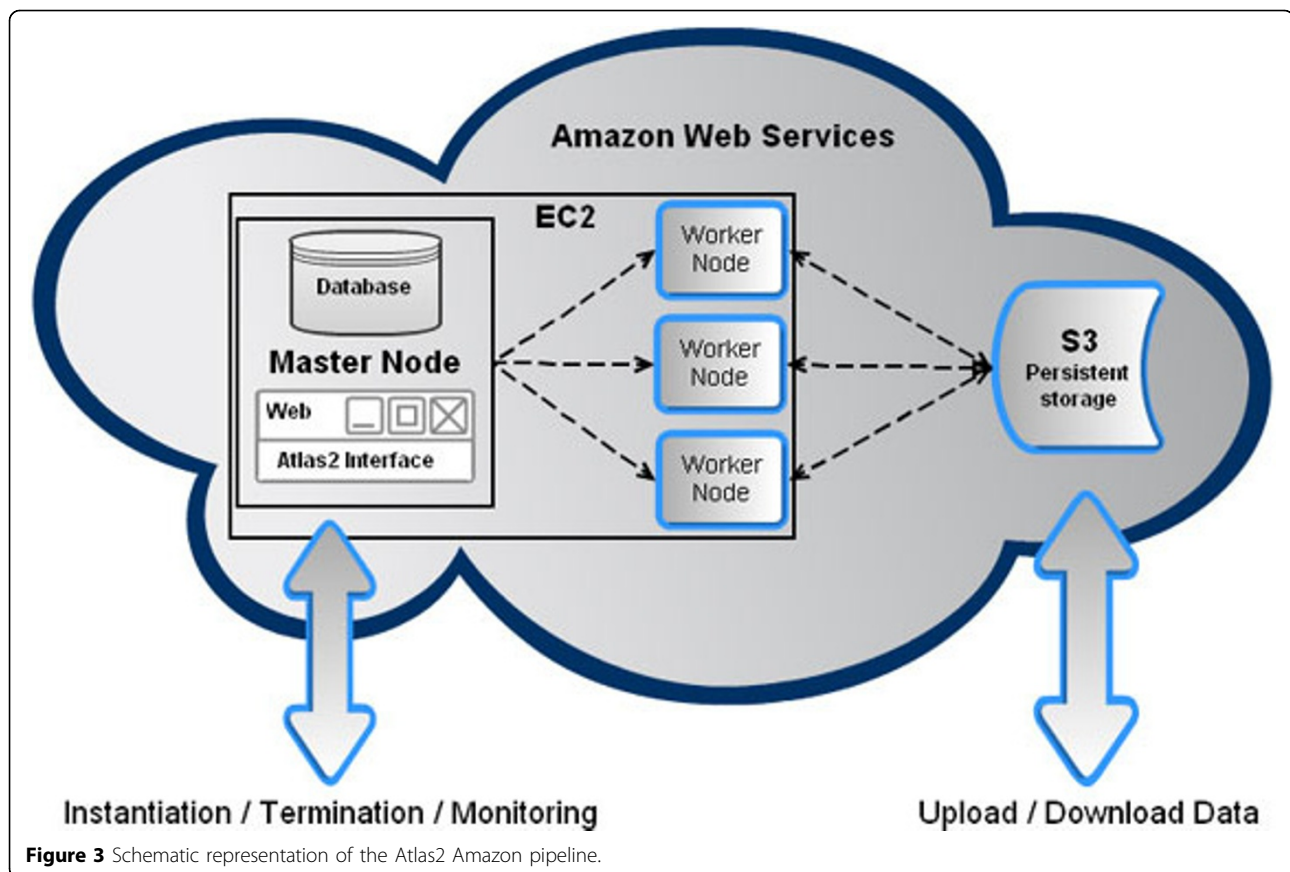 Amazon Web Services
EC2
Database
Master Node
Web
Atlas2 Interface
Worker
Node
Worker
Node
Worker
Node
S3
Persistent
storage
Instantiation / Termination / Monitoring
Upload / Download Data
Figure 3 Schematic representation of the Atlas2 Amazon pipeline.